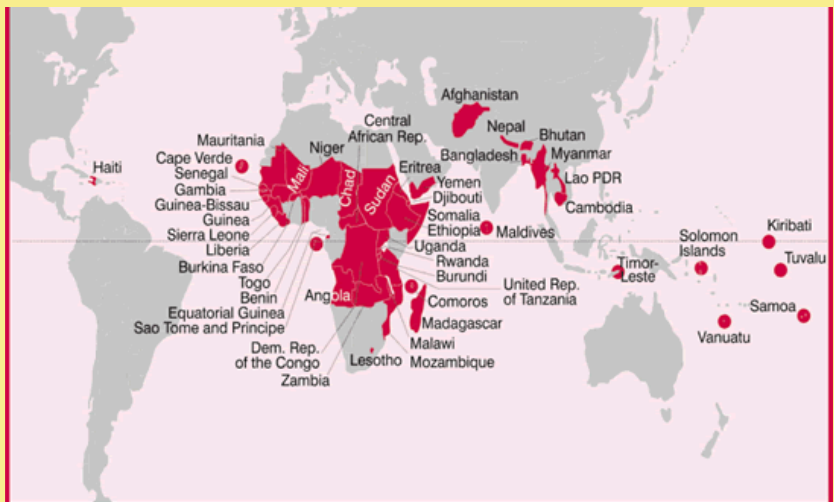 Afghanistan
Central
African Rep.
Nepal
Bhutan
Mauritania
Niger
Bangladesh
Myanmar
Cape Verde
Haiti
Mali
Chad
Sudan
Eritrea
Senegal
Yemen
Lao PDR
Gambia
Djibouti
Guinea-Bissau
Cambodia
Guinea
Somalia
Sierra Leone
Ethiopia
Maldives
Kiribati
Liberia
Uganda
Solomon
Islands
Burkina Faso
Rwanda
Timor-
Leste
Tuvalu
Togo
Burundi
Benin
Angola
United Rep.
of Tanzania
Equatorial Guinea
Comoros
Samoa
Sao Tome and Principe
Madagascar
Vanuatu
Dem. Rep.
of the Congo
Lesotho
Malawi
Mozambique
Zambia